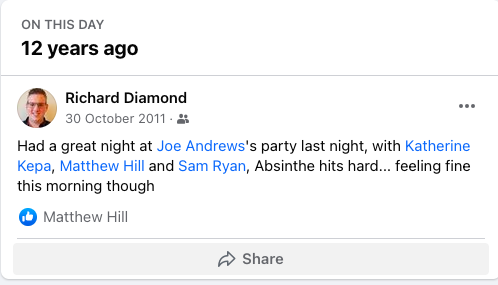 ON THIS DAY
12 years ago
Richard Diamond
30 October 2011 ·
Had a great night at Joe Andrews's party last night, with Katherine
Kepa, Matthew Hill and Sam Ryan, Absinthe hits hard... feeling fine
this morning though
Matthew Hill
Share